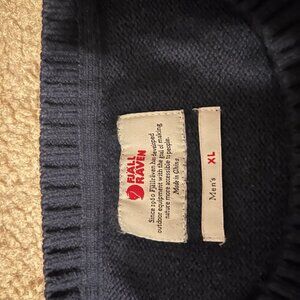 FJÄLL
RÄVEN
Since 1960 Fjällräven has developed
outdoor equipment with the goal of making
nature more accessible to people.
Made in China
XL
Men's